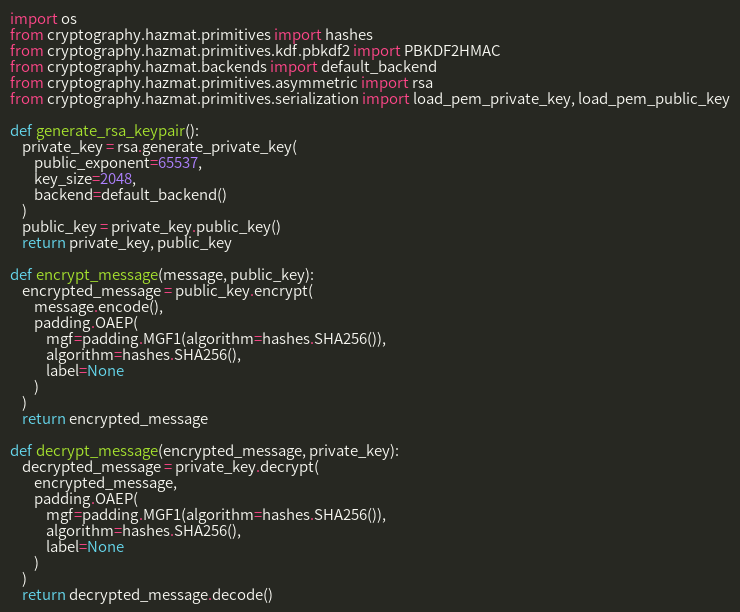 import os
from cryptography.hazmat.primitives import hashes
from cryptography.hazmat.primitives.kdf.pbkdf2 import PBKDF2HMAC
from cryptography.hazmat.backends import default_backend
from cryptography.hazmat.primitives.asymmetric import rsa
from cryptography.hazmat.primitives.serialization import load_pem_private_key, load_pem_public_key

def generate_rsa_keypair():
    private_key = rsa.generate_private_key(
        public_exponent=65537,
        key_size=2048,
        backend=default_backend()
    )
    public_key = private_key.public_key()
    return private_key, public_key

def encrypt_message(message, public_key):
    encrypted_message = public_key.encrypt(
        message.encode(),
        padding.OAEP(
            mgf=padding.MGF1(algorithm=hashes.SHA256()),
            algorithm=hashes.SHA256(),
            label=None
        )
    )
    return encrypted_message

def decrypt_message(encrypted_message, private_key):
    decrypted_message = private_key.decrypt(
        encrypted_message,
        padding.OAEP(
            mgf=padding.MGF1(algorithm=hashes.SHA256()),
            algorithm=hashes.SHA256(),
            label=None
        )
    )
    return decrypted_message.decode()